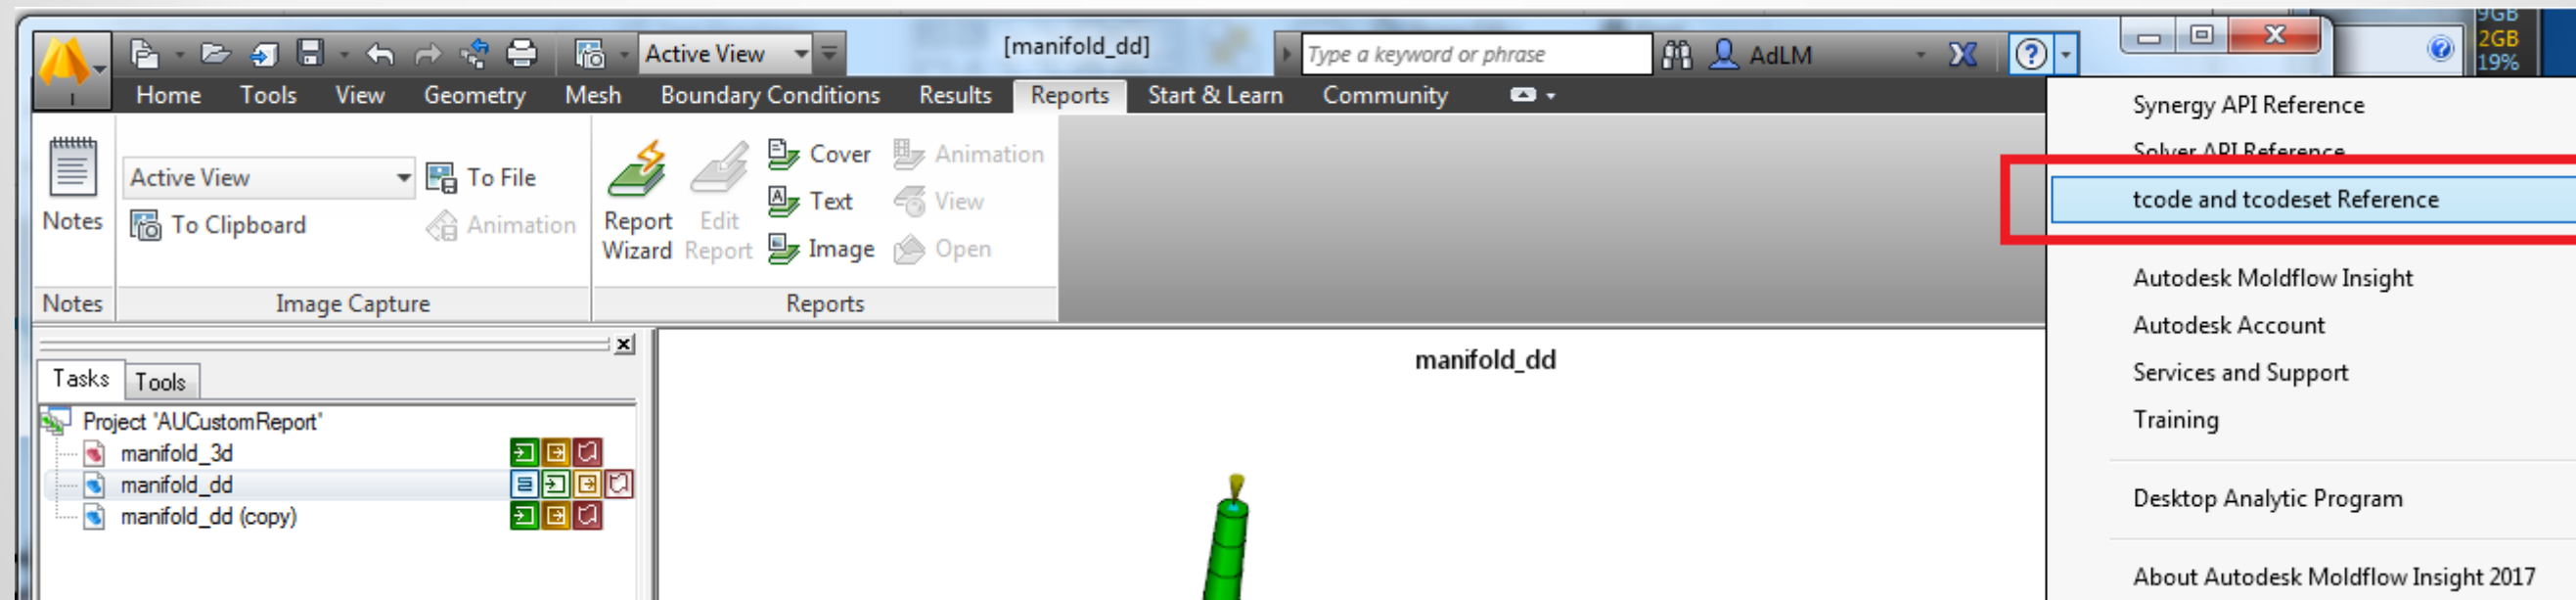 [manifold_dd]
Active View
Type a keyword or phrase
AdLM
9GB
2GB
19%
Home Tools View Geometry Mesh Boundary Conditions Results Reports Start & Learn Community
Notes
Active View
To File
To Clipboard
Animation
Report Wizard
Edit Report
Cover
Text
Image
Animation
View
Open
Notes
Image Capture
Reports
Synergy API Reference
Solver API Reference
tcode and tcodeset Reference
Autodesk Moldflow Insight
Autodesk Account
Services and Support
Training
Desktop Analytic Program
About Autodesk Moldflow Insight 2017
Tasks Tools
Project 'AUCustomReport'
manifold_3d
manifold_dd
manifold_dd (copy)
manifold_dd